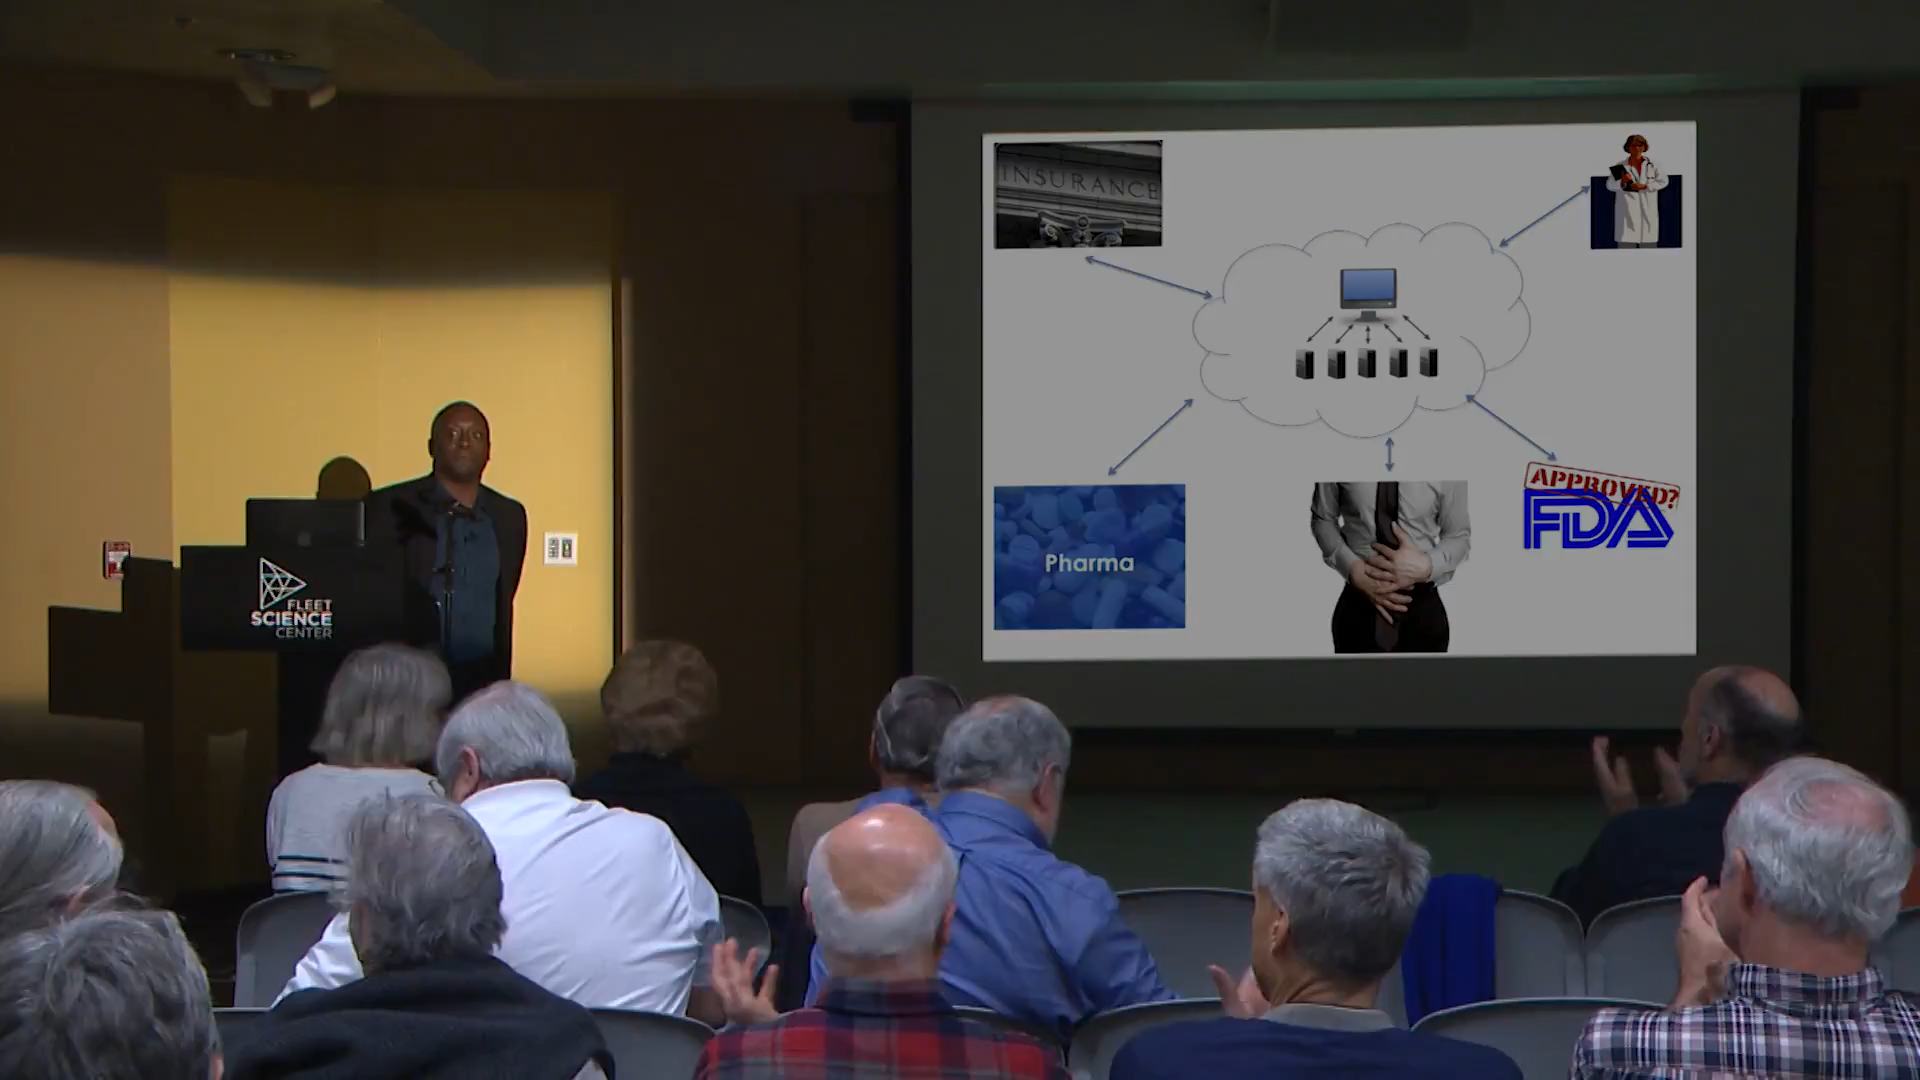 INSURANCE
APPROVED?
FDA
Pharma
FLEET
SCIENCE
CENTER